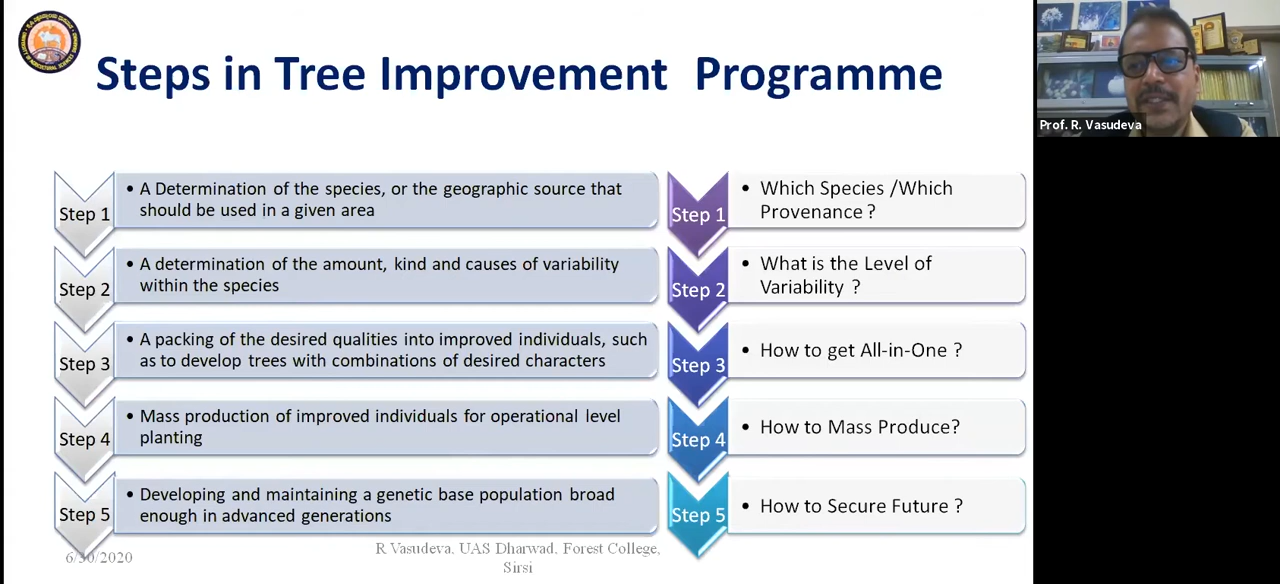 Steps in Tree Improvement Programme
Prof. R. Vasudeva
Step 1
• A Determination of the species, or the geographic source that
should be used in a given area
Step 1
• Which Species /Which
Provenance ?
Step 2
• A determination of the amount, kind and causes of variability
within the species
Step 2
• What is the Level of
Variability ?
Step 3
• A packing of the desired qualities into improved individuals, such
as to develop trees with combinations of desired characters
Step 3
• How to get All-in-One ?
Step 4
• Mass production of improved individuals for operational level
planting
Step 4
• How to Mass Produce?
Step 5
• Developing and maintaining a genetic base population broad
enough in advanced generations
Step 5
• How to Secure Future ?
6/30/2020
R Vasudeva, UAS Dharwad, Forest College,
Sirsi